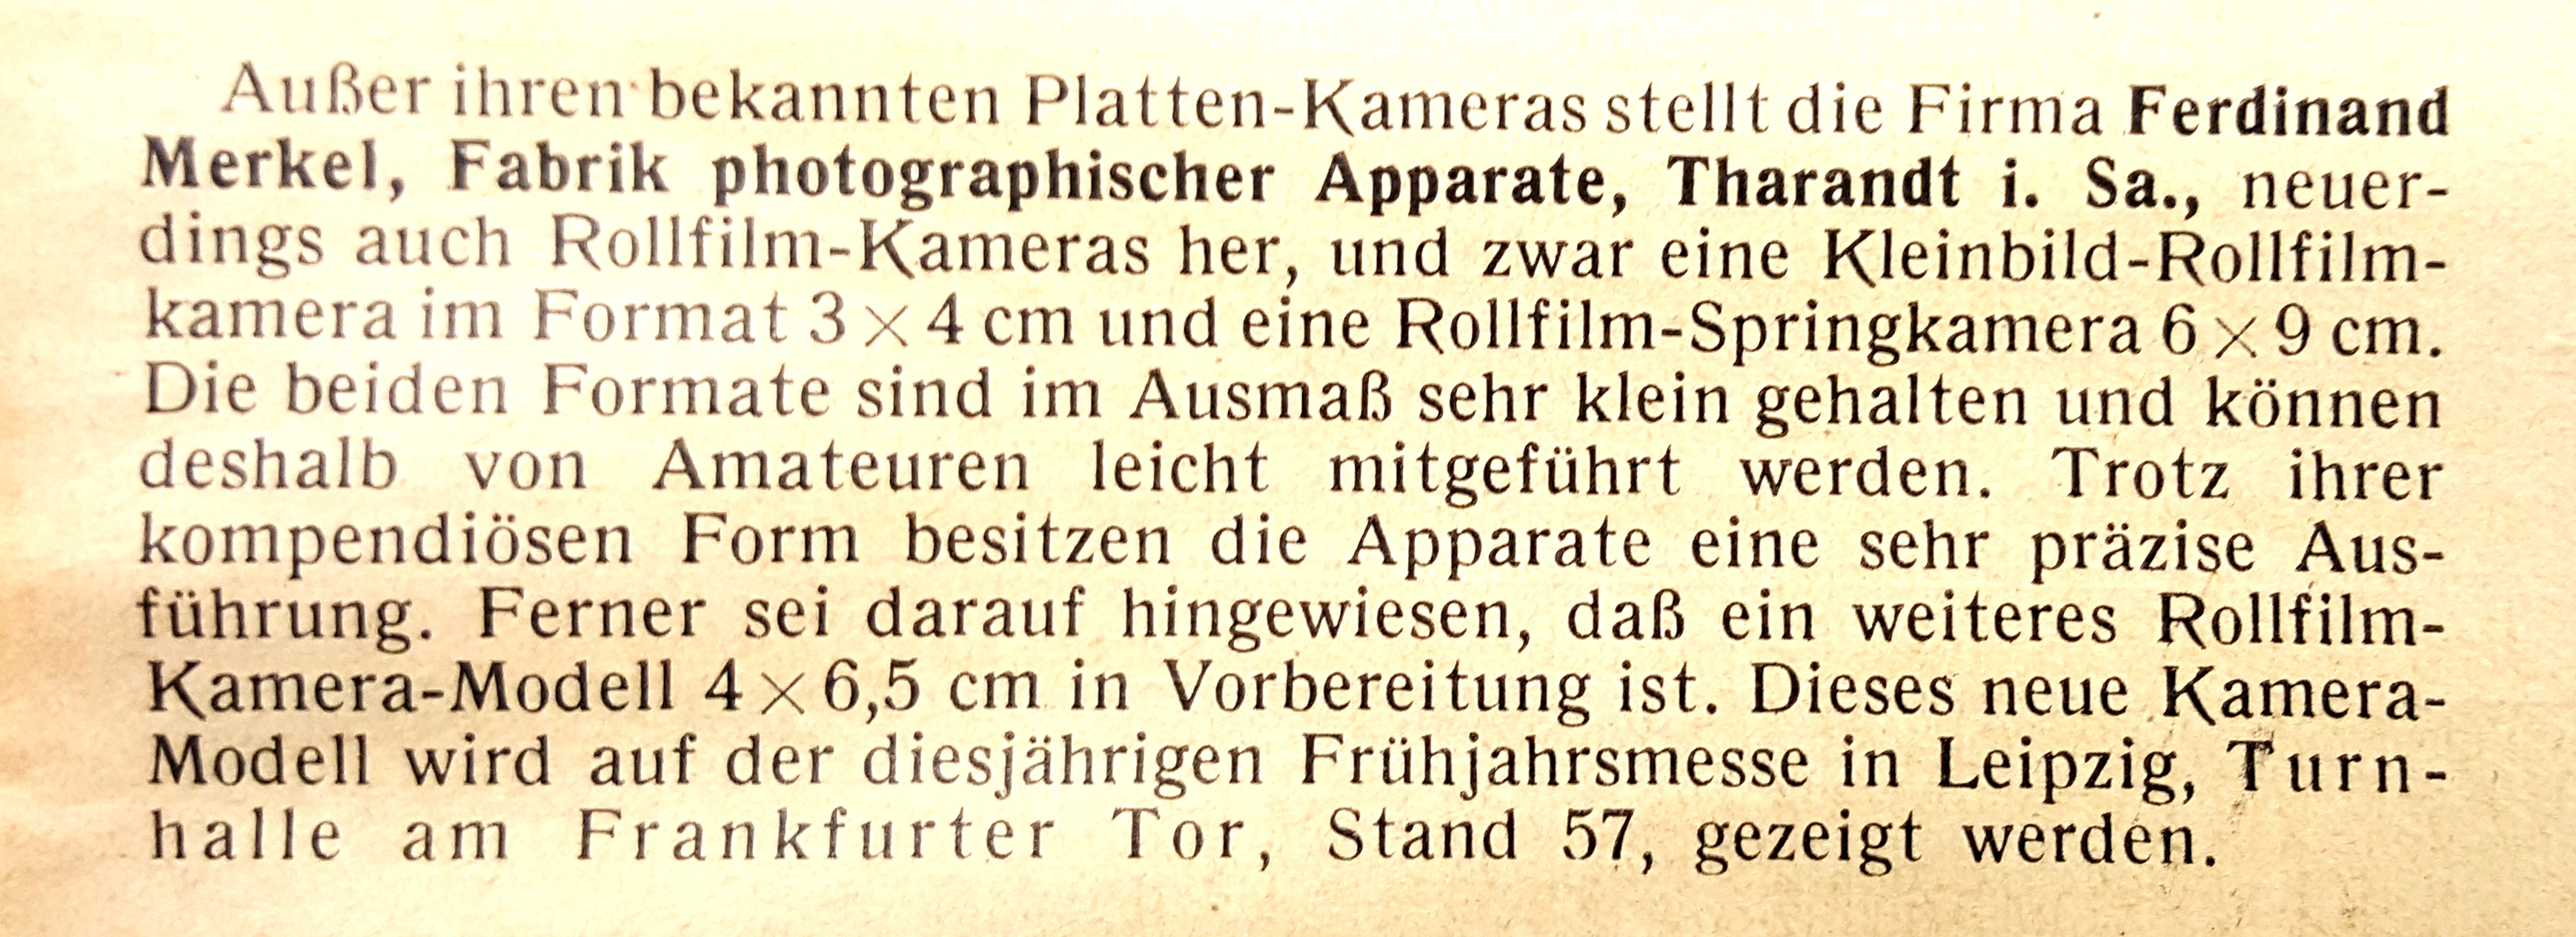 Außer ihren bekannten Platten-Kameras stellt die Firma Ferdinand
Merkel, Fabrik photographischer Apparate, Tharandt i. Sa., neuer-
dings auch Rollfilm-Kameras her, und zwar eine Kleinbild-Rollfilm-
kamera im Format 3 × 4 cm und eine Rollfilm-Springkamera 6 × 9 cm.
Die beiden Formate sind im Ausmaß sehr klein gehalten und können
deshalb von Amateuren leicht mitgeführt werden. Trotz ihrer
kompendiösen Form besitzen die Apparate eine sehr präzise Aus-
führung. Ferner sei darauf hingewiesen, daß ein weiteres Rollfilm-
Kamera-Modell 4 × 6,5 cm in Vorbereitung ist. Dieses neue Kamera-
Modell wird auf der diesjährigen Frühjahrsmesse in Leipzig, Turn-
halle am Frankfurter Tor, Stand 57, gezeigt werden.